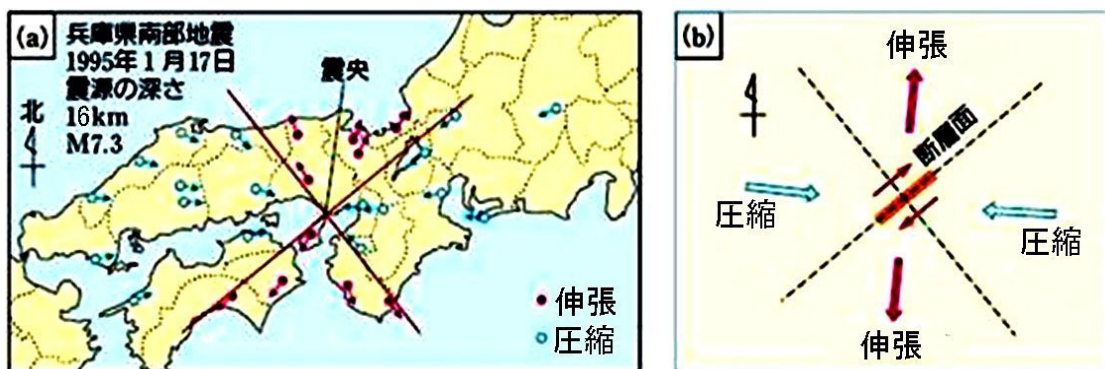 (a) 兵庫県南部地震
1995年1月17日
震源の深さ
16km
M7.3
北
震央
伸張
圧縮
(b)
伸張
断層面
圧縮
圧縮
伸張